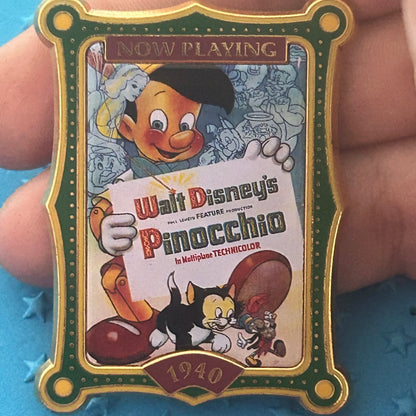 NOW PLAYING
Walt Disney's
FULL LENGTH FEATURE PRODUCTION
Pinocchio
In Multiplane TECHNICOLOR
1940